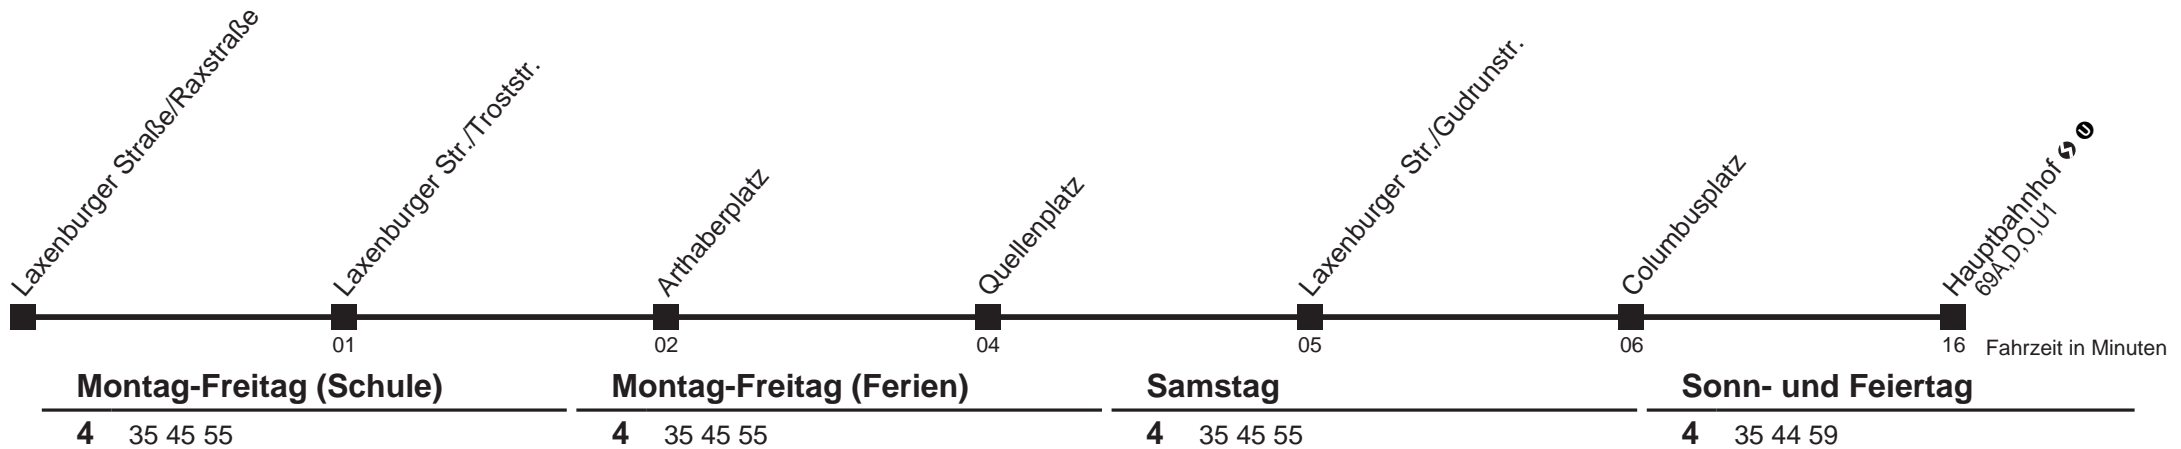 Laxenburger Straße/Raxstraße
Laxenburger Str./Troststr.
Arthaberplatz
Quellenplatz
Laxenburger Str./Gudrunstr.
Columbusplatz
Hauptbahnhof U
69A,D,O,U1
01 02 04 05 06 16 Fahrzeit in Minuten
Montag-Freitag (Schule) Montag-Freitag (Ferien) Samstag Sonn- und Feiertag
4 35 45 55 4 35 45 55 4 35 45 55 4 35 44 59